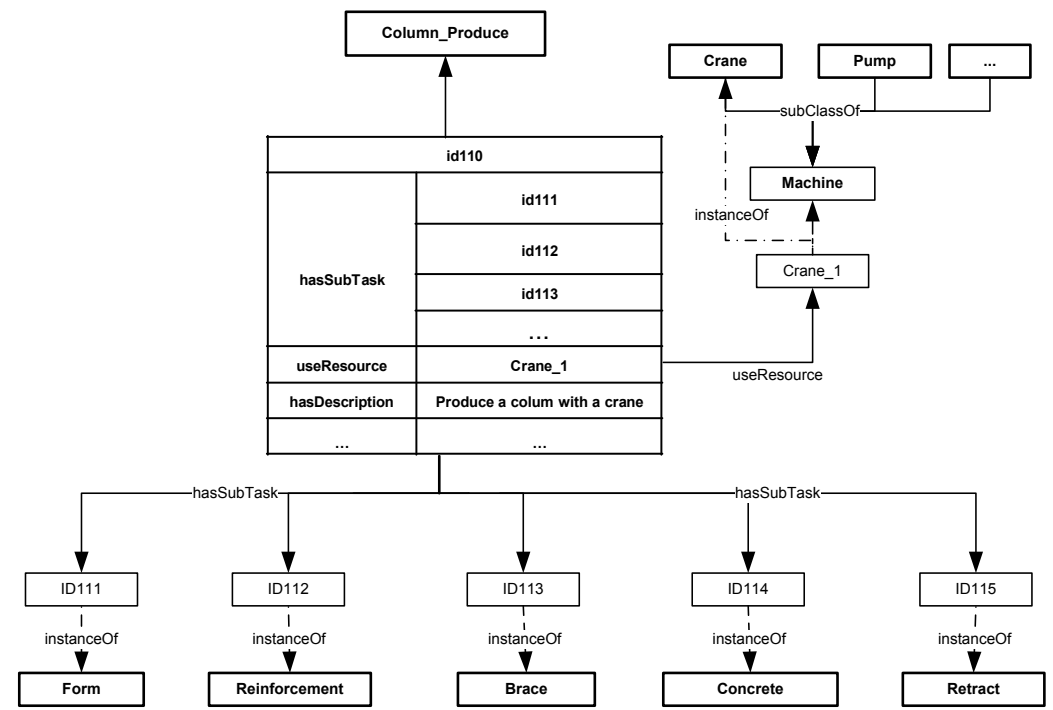 Column_Produce
Crane
Pump
...
subClassOf
Machine
instanceOf
Crane_1
useResource
id110
hasSubTask
id111
id112
id113
...
useResource
Crane_1
hasDescription
Produce a colum with a crane
...
...
hasSubTask
hasSubTask
ID111
ID112
ID113
ID114
ID115
instanceOf
instanceOf
instanceOf
instanceOf
instanceOf
Form
Reinforcement
Brace
Concrete
Retract